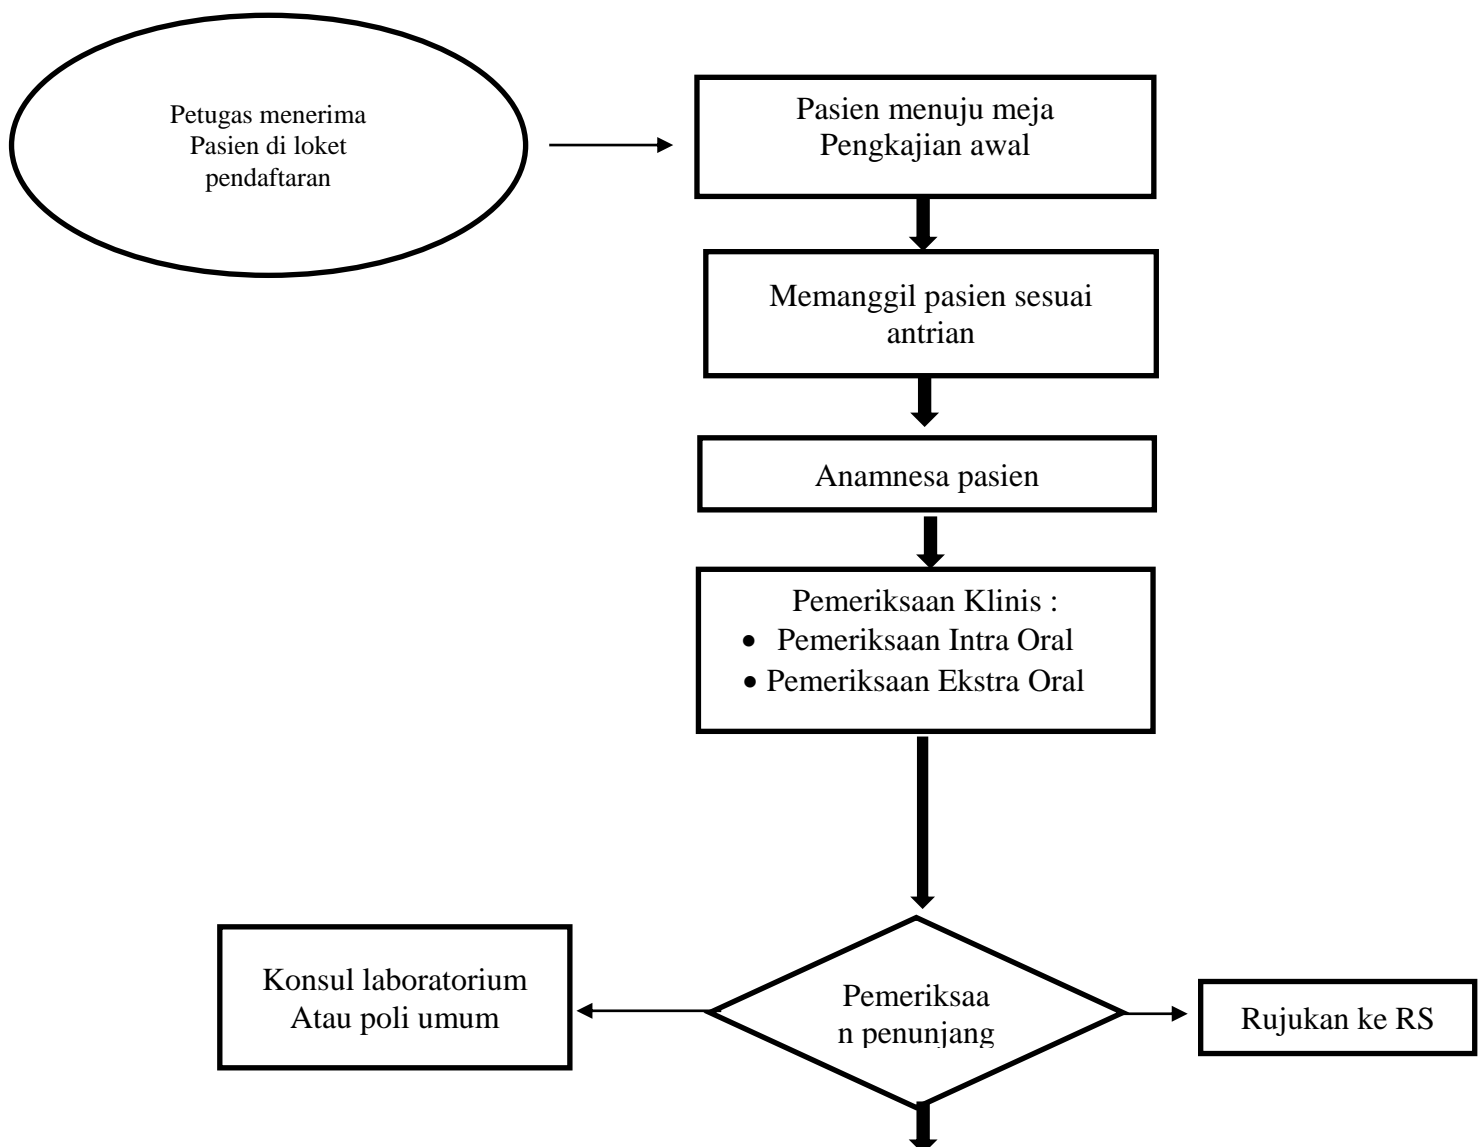 Petugas menerima
Pasien di loket
pendaftaran
Pasien menuju meja
Pengkajian awal
Memanggil pasien sesuai
antrian
Anamnesa pasien
Pemeriksaan Klinis :
• Pemeriksaan Intra Oral
• Pemeriksaan Ekstra Oral
Konsul laboratorium
Atau poli umum
Pemeriksaa
n penunjang
Rujukan ke RS